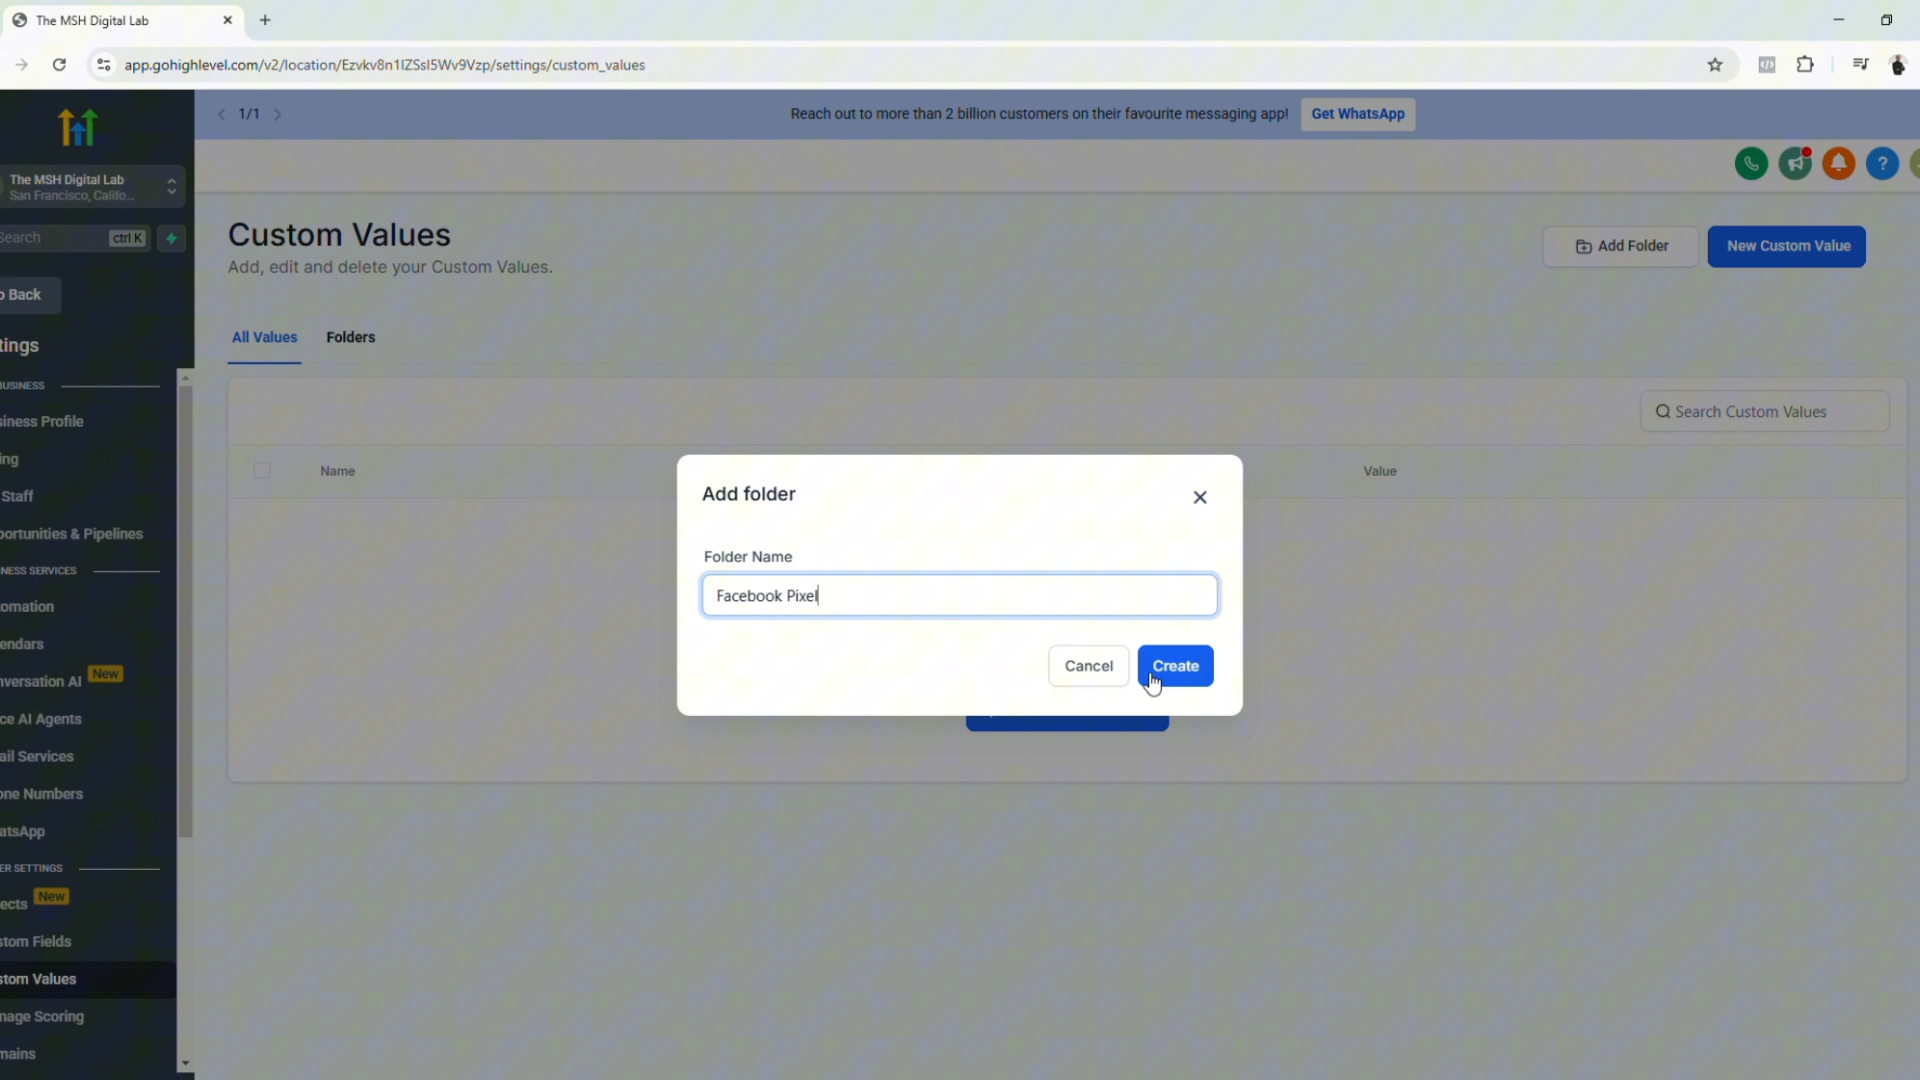 The MSH Digital Lab
app.gohighlevel.com/v2/location/Ezvkv8n1IZSsI5Wv9Vzp/settings/custom_values
1/1
Reach out to more than 2 billion customers on their favourite messaging app!
Get WhatsApp
The MSH Digital Lab
San Francisco, Califo...
Search
ctrl K
o Back
tings
BUSINESS
siness Profile
ing
Staff
portunities & Pipelines
NESS SERVICES
omation
endars
nversation AI
New
ce AI Agents
ail Services
one Numbers
atsApp
ER SETTINGS
ects
New
stom Fields
stom Values
nage Scoring
mains
Custom Values
Add, edit and delete your Custom Values.
Add Folder
New Custom Value
All Values
Folders
Search Custom Values
Name
Value
Add folder
Folder Name
Facebook Pixel
Cancel
Create